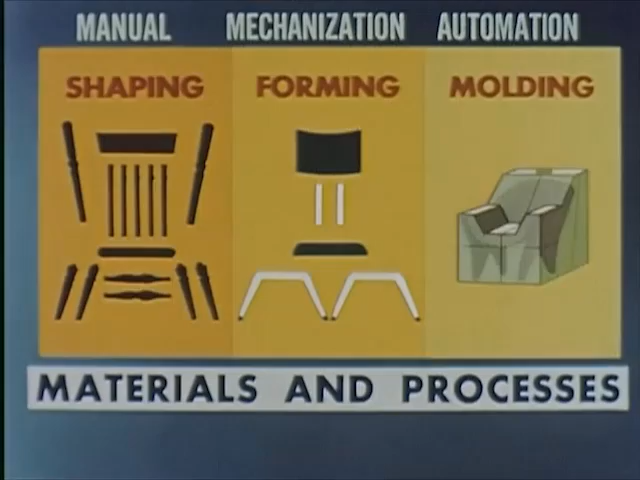 MANUAL MECHANIZATION AUTOMATION
SHAPING FORMING MOLDING
MATERIALS AND PROCESSES